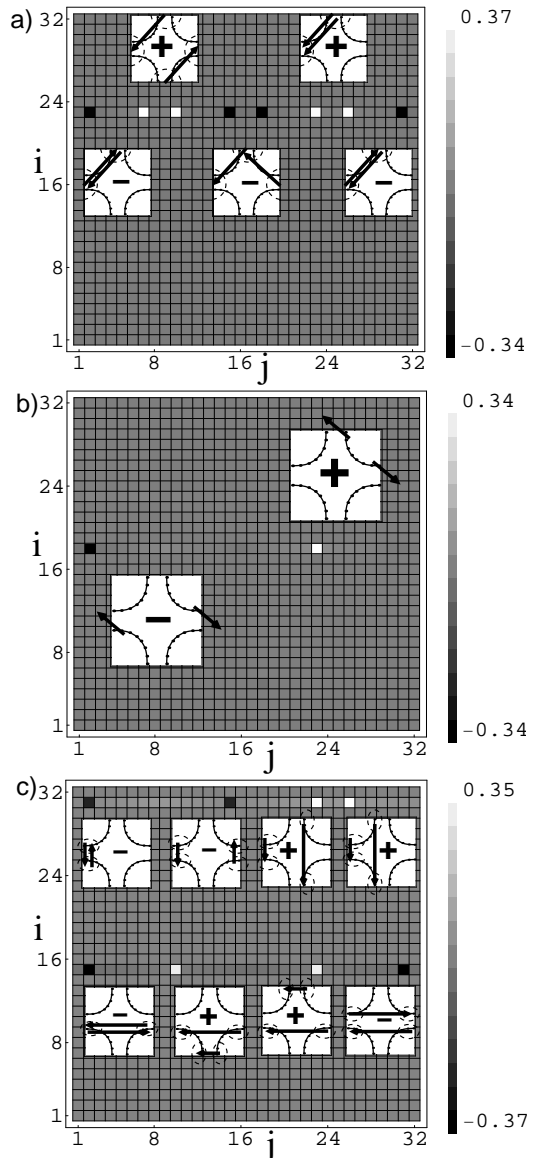 a)
0.37
32
24
i
16
8
1
1 8 16 24 32
j
-0.34
+ +
- - -
b)
0.34
32
24
i
16
8
1
1 8 16 24 32
j
-0.34
+
-
c)
0.35
32
24
i
16
8
1
1 8 16 24 32
j
-0.37
- - + +
- + + -